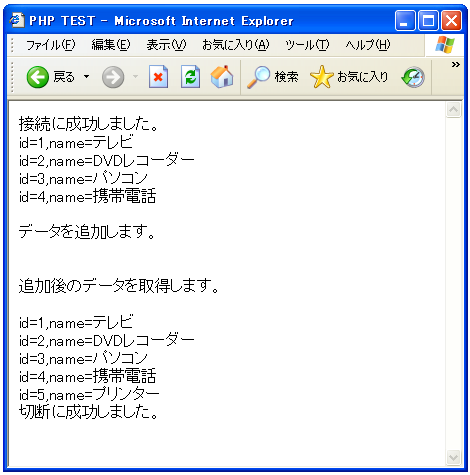 PHP TEST - Microsoft Internet Explorer
ファイル(F) 編集(E) 表示(V) お気に入り(A) ツール(T) ヘルプ(H)
戻る 検索 お気に入り »
接続に成功しました。
id=1,name=テレビ
id=2,name=DVDレコーダー
id=3,name=パソコン
id=4,name=携帯電話
データを追加します。
追加後のデータを取得します。
id=1,name=テレビ
id=2,name=DVDレコーダー
id=3,name=パソコン
id=4,name=携帯電話
id=5,name=プリンター
切断に成功しました。